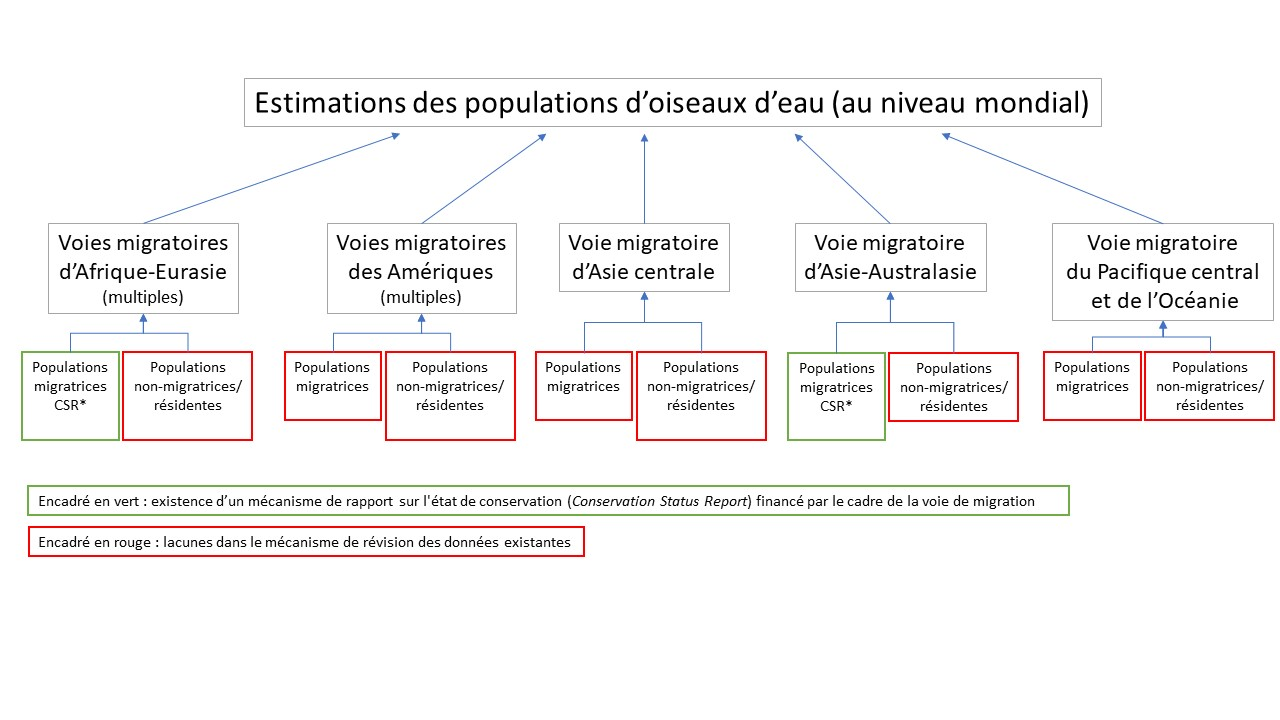 Estimations des populations d’oiseaux d’eau (au niveau mondial)
Voies migratoires
d’Afrique-Eurasie
(multiples)
Voies migratoires
des Amériques
(multiples)
Voie migratoire
d’Asie centrale
Voie migratoire
d’Asie-Australasie
Voie migratoire
du Pacifique central
et de l’Océanie
Populations
migratrices
CSR*
Populations
non-migratrices/
résidentes
Populations
migratrices
Populations
non-migratrices/
résidentes
Populations
migratrices
Populations
non-migratrices/
résidentes
Populations
migratrices
CSR*
Populations
non-migratrices/
résidentes
Populations
migratrices
Populations
non-migratrices/
résidentes
Encadré en vert : existence d’un mécanisme de rapport sur l'état de conservation (Conservation Status Report) financé par le cadre de la voie de migration
Encadré en rouge : lacunes dans le mécanisme de révision des données existantes